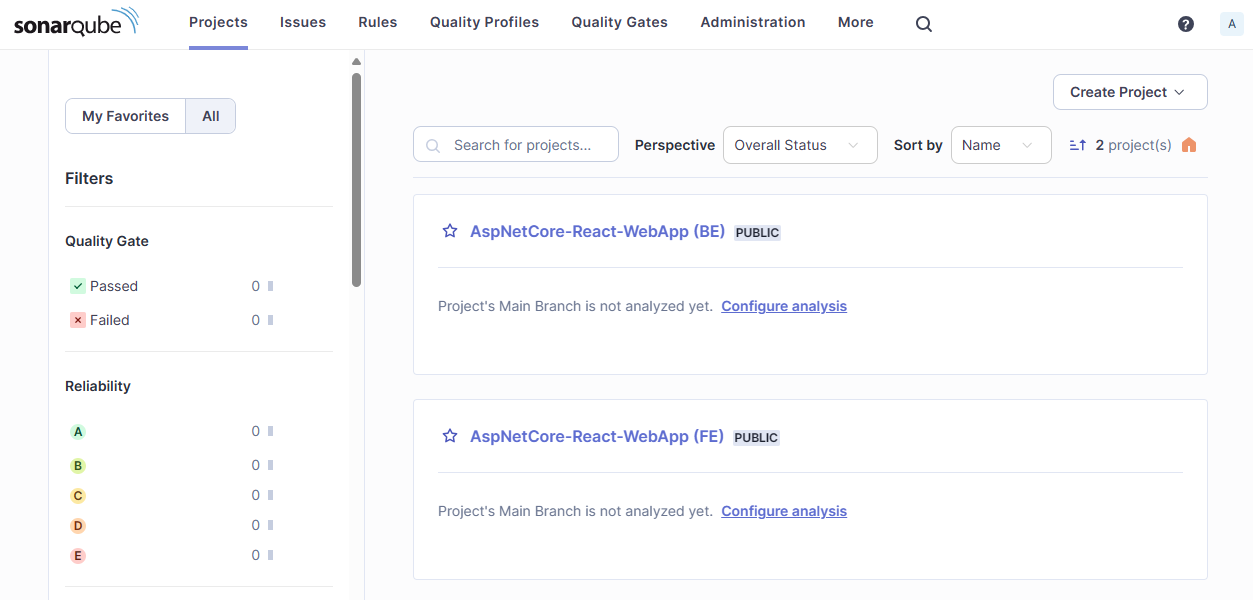 sonarqube Projects Issues Rules Quality Profiles Quality Gates Administration More ? A
My Favorites All
Filters
Quality Gate
Passed 0
Failed 0
Reliability
A 0
B 0
C 0
D 0
E 0
Create Project
Search for projects... Perspective Overall Status Sort by Name 2 project(s)
AspNetCore-React-WebApp (BE) PUBLIC
Project's Main Branch is not analyzed yet. Configure analysis
AspNetCore-React-WebApp (FE) PUBLIC
Project's Main Branch is not analyzed yet. Configure analysis